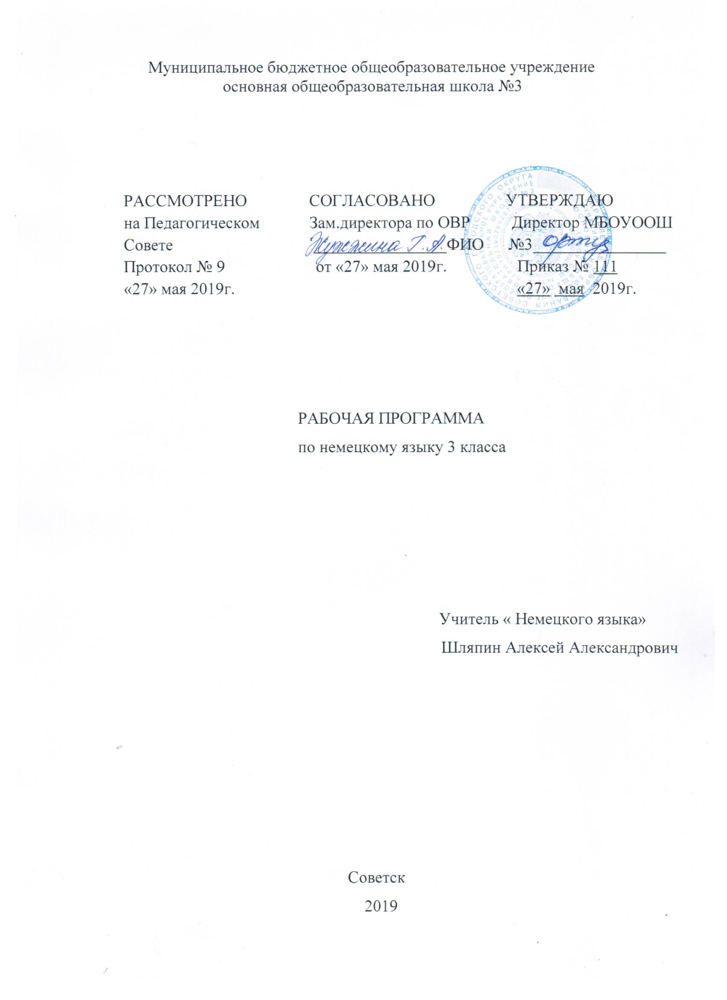 Муниципальное бюджетное общеобразовательное учреждение
основная общеобразовательная школа №3
РАССМОТРЕНО
на Педагогическом
Совете
Протокол № 9
«27» мая 2019г.
СОГЛАСОВАНО
Зам.директора по ОВР
Г.А. ФИО
от «27» мая 2019г.
УТВЕРЖДАЮ
Директор МБОУООШ
№3
Приказ № 111
«27» мая 2019г.
РАБОЧАЯ ПРОГРАММА
по немецкому языку 3 класса
Учитель « Немецкого языка»
Шляпин Алексей Александрович
Советск
2019